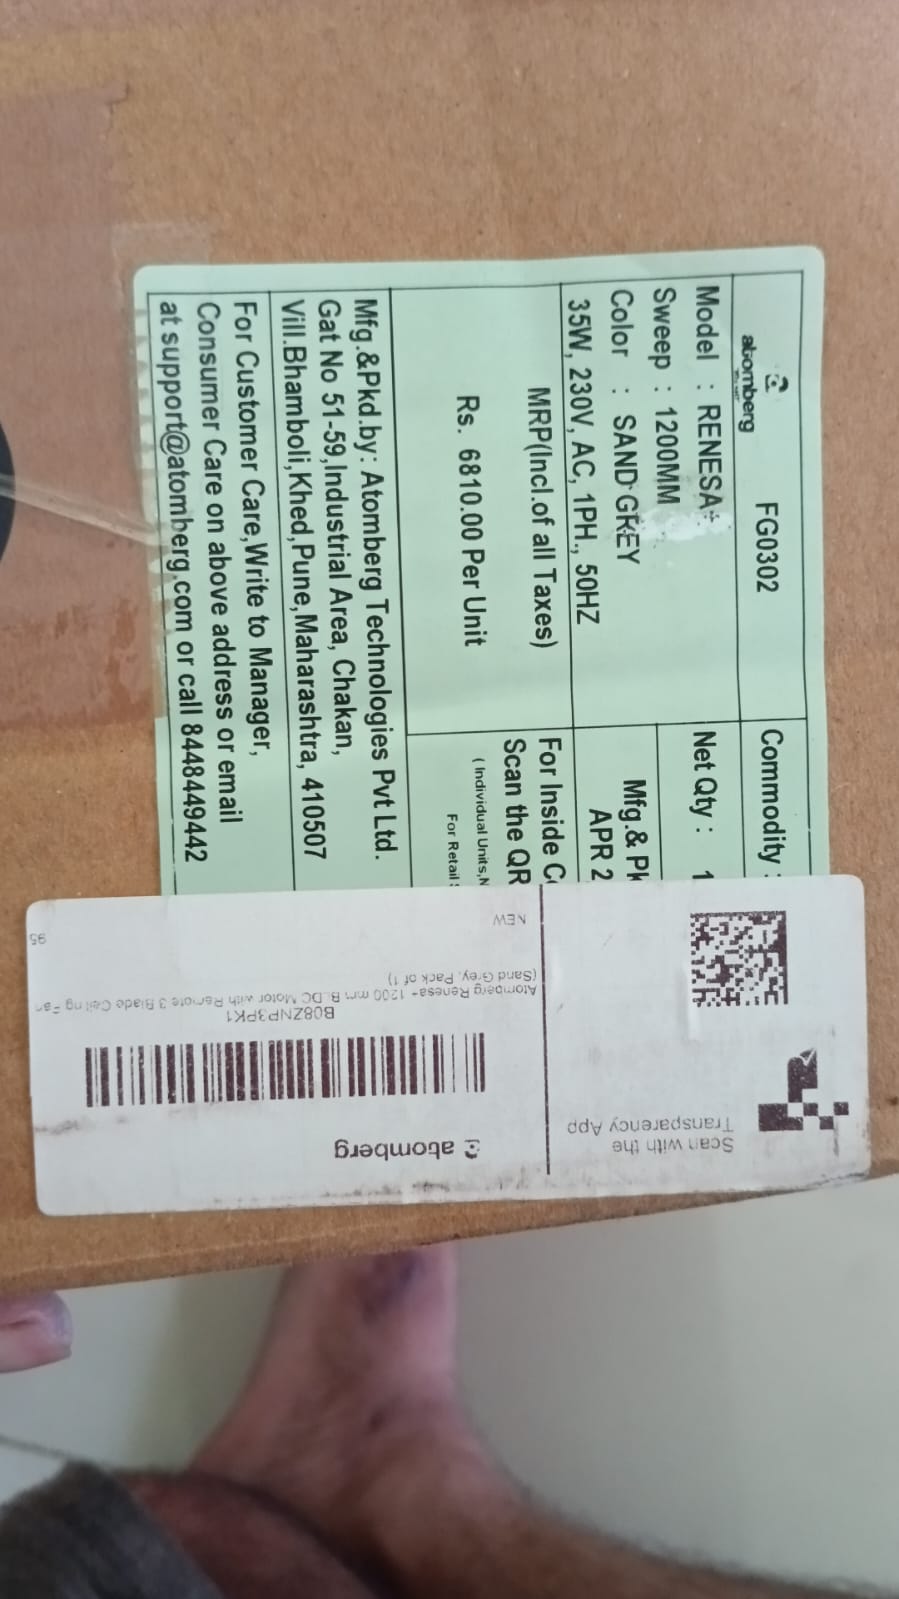 atomberg
FG0302
Commodity :
Model : RENESA+
Sweep : 1200MM
Color : SAND GREY
35W, 230V, AC, 1PH., 50HZ
Net Qty : 1
Mfg.& Pk
APR 2
MRP(Incl.of all Taxes)
Rs. 6810.00 Per Unit
For Inside Co
Scan the QR
( Individual Units,N
For Retail
Mfg.&Pkd.by: Atomberg Technologies Pvt Ltd.
Gat No 51-59,Industrial Area, Chakan,
Vill.Bhamboli,Khed,Pune,Maharashtra, 410507
For Customer Care,Write to Manager,
Consumer Care on above address or email
at support@atomberg.com or call 8448449442
Scan with the
Transparency App
atomberg
B08ZNP3PK1
Atomberg Renesa+ 1200 mm BLDC Motor with Remote 3 Blade Ceiling Fan
(Sand Grey, Pack of 1)
NEW
95